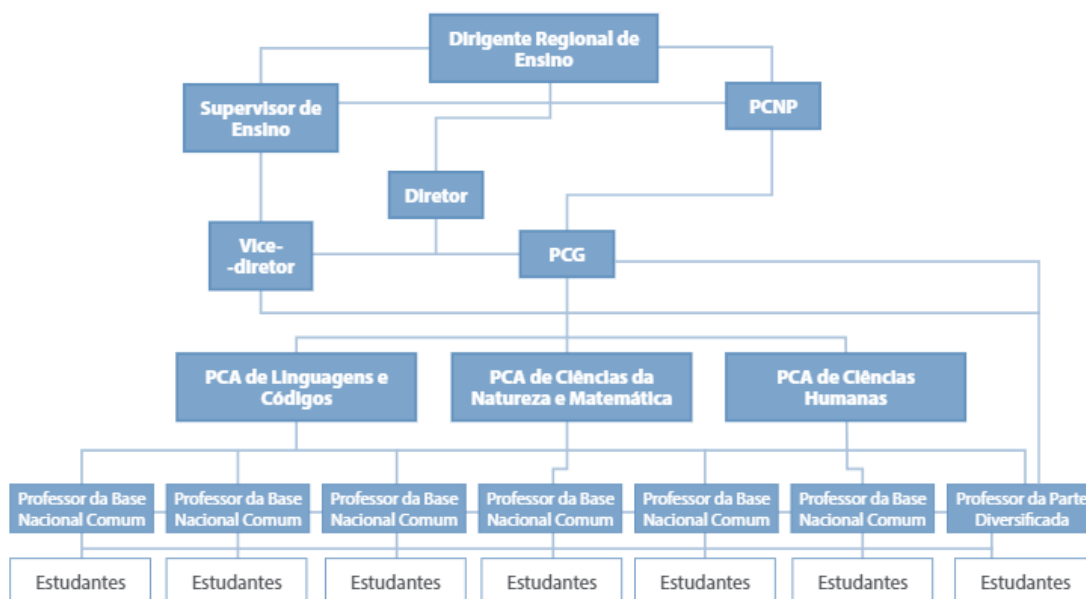 Dirigente Regional de
Ensino
Supervisor de
Ensino
PCNP
Diretor
Vice-
-diretor
PCG
PCA de Linguagens e
Códigos
PCA de Ciências da
Natureza e Matemática
PCA de Ciências
Humanas
Professor da Base
Nacional Comum
Professor da Base
Nacional Comum
Professor da Base
Nacional Comum
Professor da Base
Nacional Comum
Professor da Base
Nacional Comum
Professor da Base
Nacional Comum
Professor da Parte
Diversificada
Estudantes
Estudantes
Estudantes
Estudantes
Estudantes
Estudantes
Estudantes